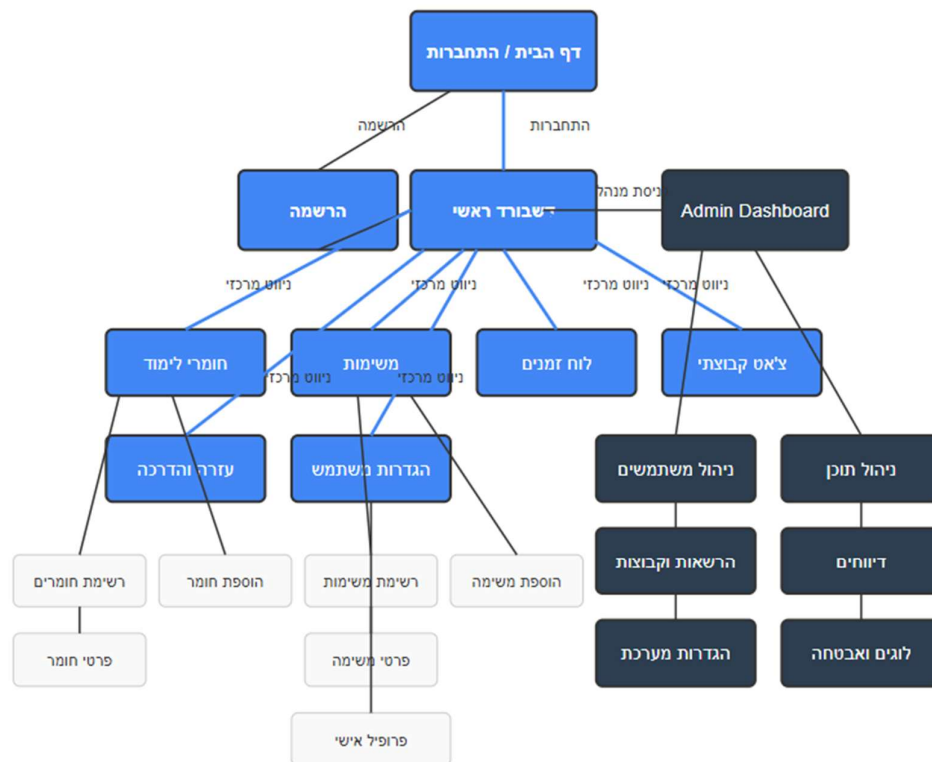 דף הבית / התחברות
הרשמה
התחברות
הרשמה
דשבורד ראשי
ניסת מנהל
Admin Dashboard
ניווט מרכזי
ניווט מרכזי
ניווט מרכזי
ניווט מרכזי
חומרי לימוד
משימות
לוח זמנים
צ'אט קבוצתי
ניווט מרכזי
ניווט מרכזי
עזרה והדרכה
הגדרות משתמש
ניהול משתמשים
ניהול תוכן
רשימת חומרים
הוספת חומר
רשימת משימות
הוספת משימה
הרשאות וקבוצות
דיווחים
פרטי חומר
פרטי משימה
הגדרות מערכת
לוגים ואבטחה
פרופיל אישי